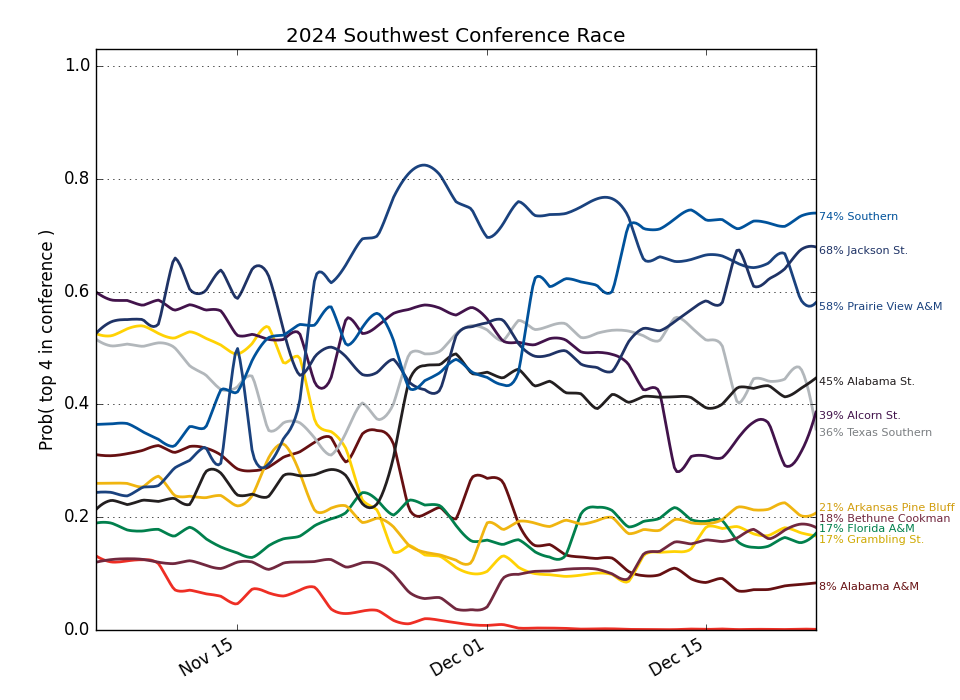 2024 Southwest Conference Race
Prob( top 4 in conference )
1.0
0.8
0.6
0.4
0.2
0.0
Nov 15
Dec 01
Dec 15
74% Southern
68% Jackson St.
58% Prairie View A&M
45% Alabama St.
39% Alcorn St.
36% Texas Southern
21% Arkansas Pine Bluff
18% Bethune Cookman
17% Florida A&M
17% Grambling St.
8% Alabama A&M